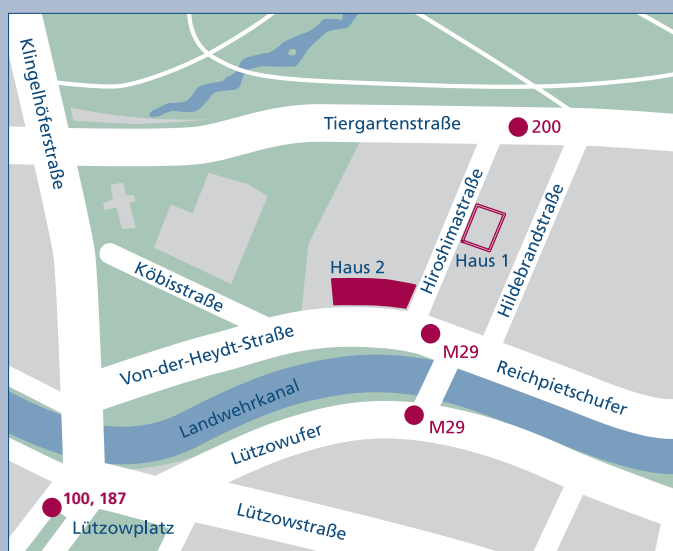 Klingelhöferstraße
Tiergartenstraße
200
Hiroshimastraße
Hildebrandstraße
Haus 1
Haus 2
Köbisstraße
Von-der-Heydt-Straße
M29
Reichpietschufer
Landwehrkanal
M29
Lützowufer
100, 187
Lützowplatz
Lützowstraße